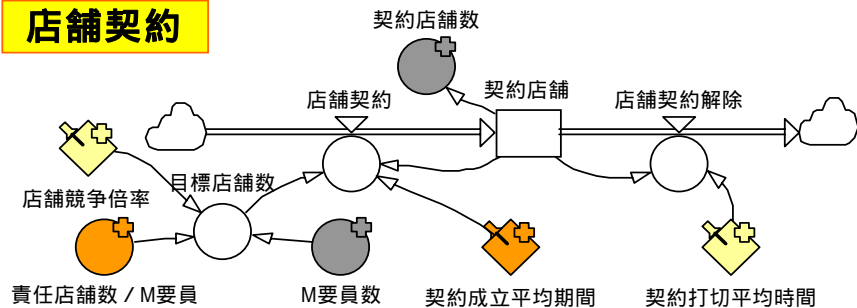 店舗契約
契約店舗数
店舗契約
契約店舗
店舗契約解除
店舗競争倍率
目標店舗数
責任店舗数 / M要員
M要員数
契約成立平均期間
契約打切平均時間